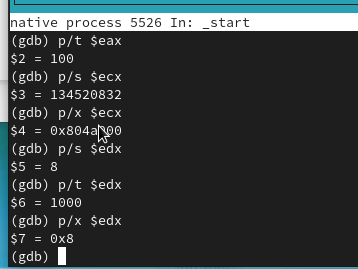 native process 5526 In: _start
(gdb) p/t $eax
$2 = 100
(gdb) p/s $ecx
$3 = 134520832
(gdb) p/x $ecx
$4 = 0x804a000
(gdb) p/s $edx
$5 = 8
(gdb) p/t $edx
$6 = 1000
(gdb) p/x $edx
$7 = 0x8
(gdb)